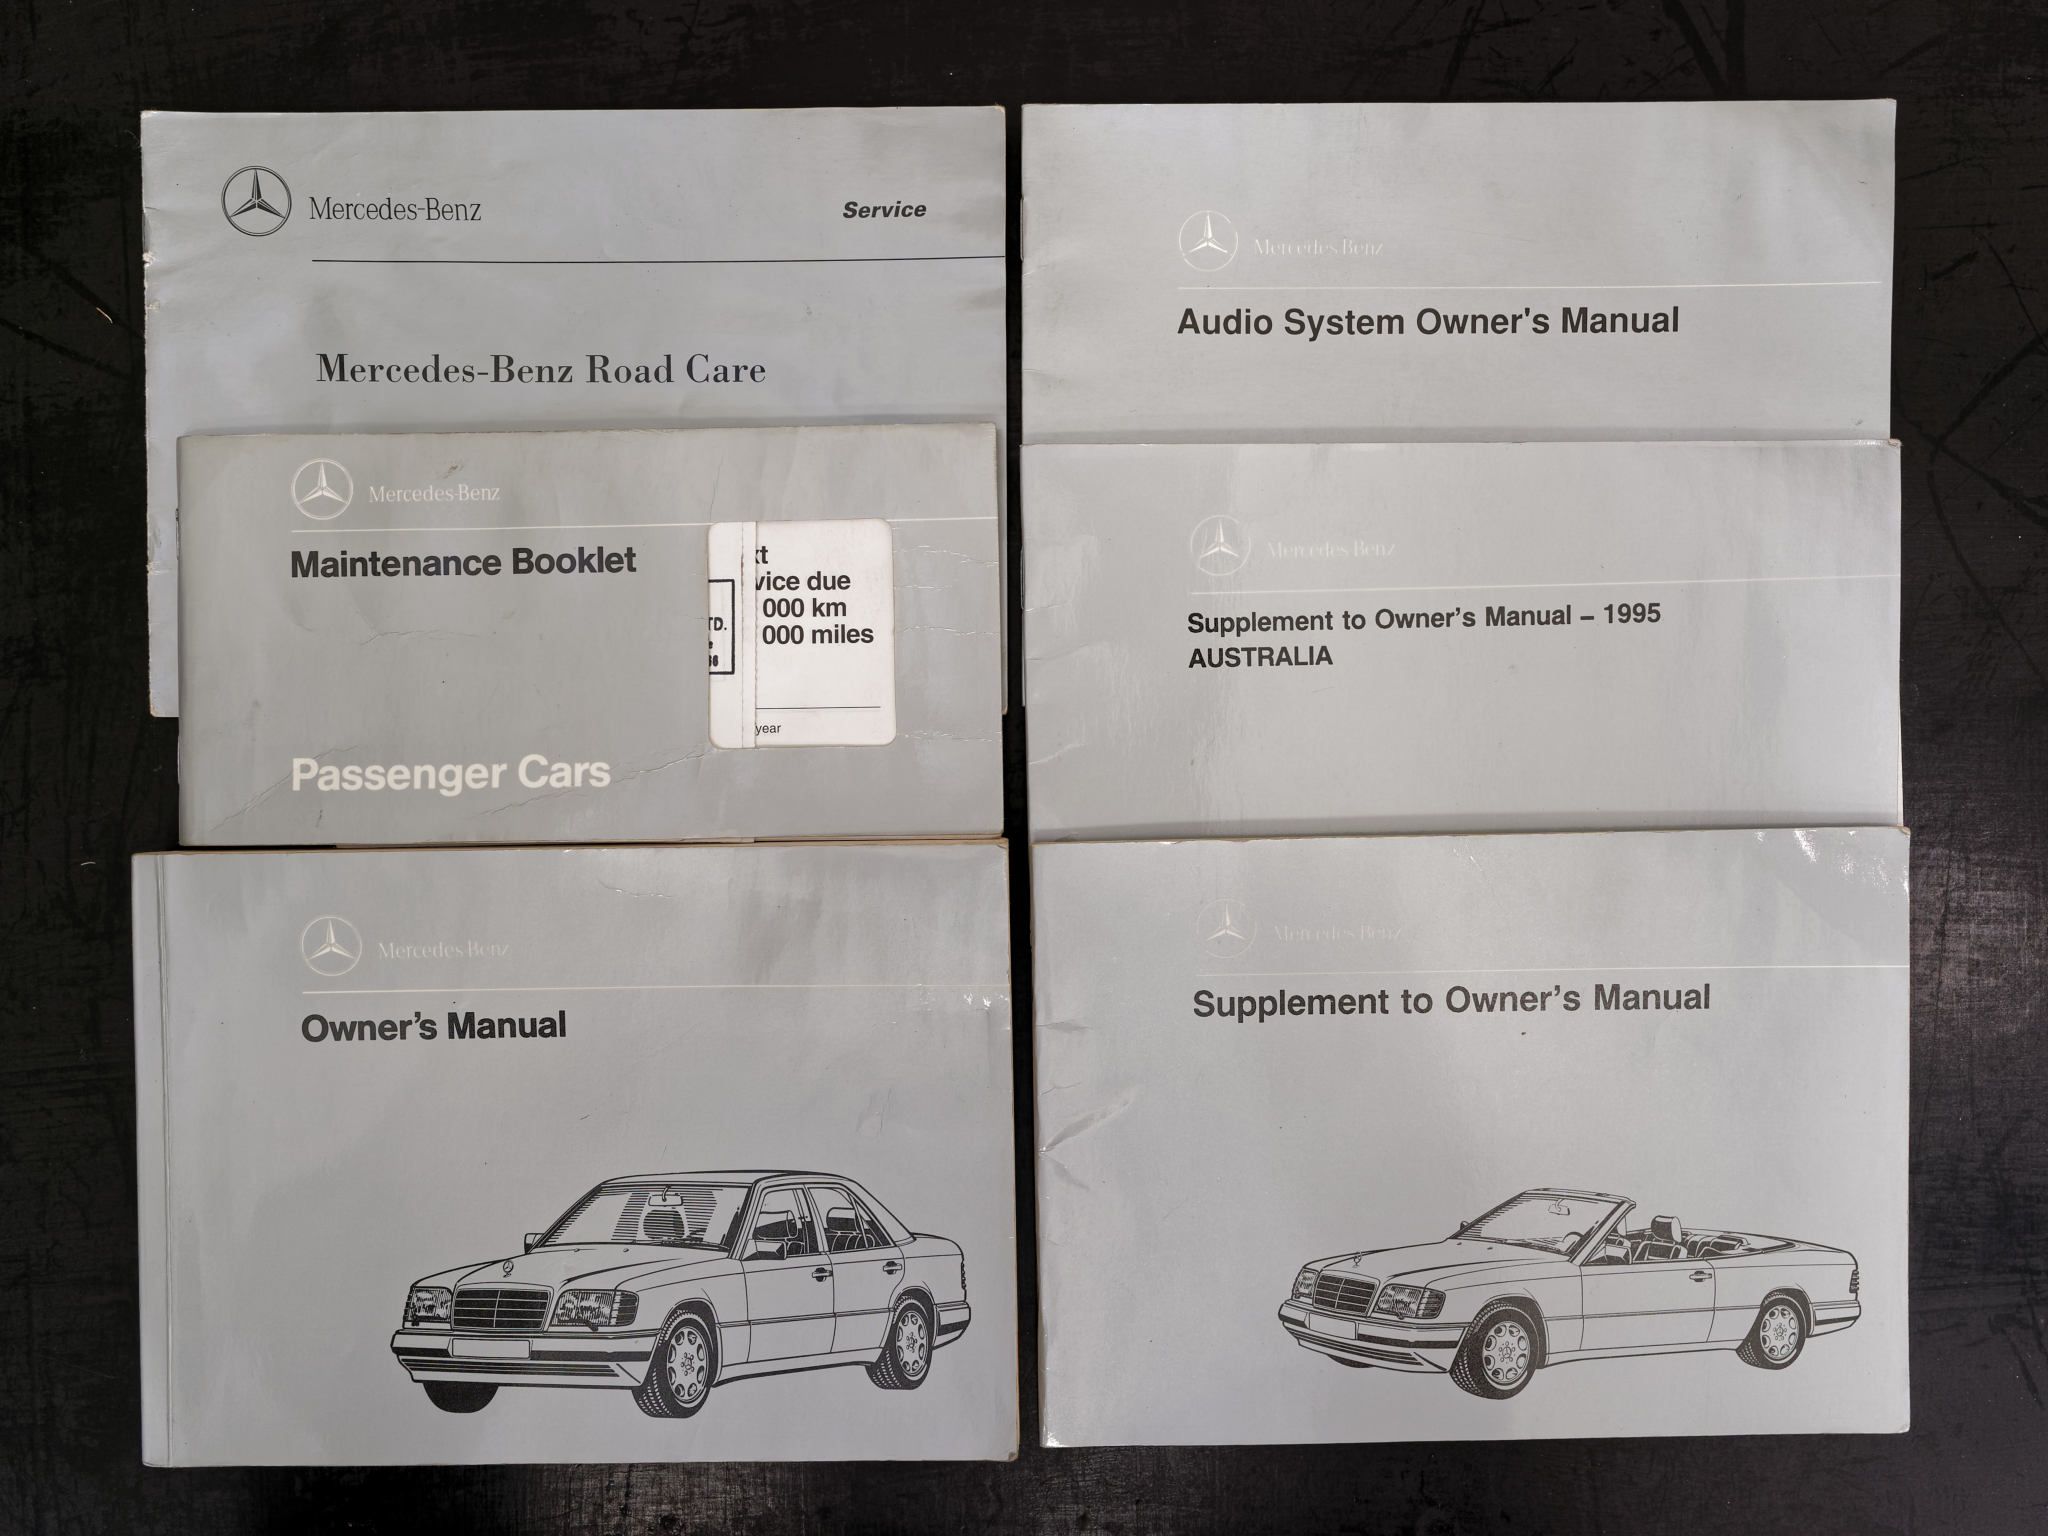 Mercedes-Benz
Service
Mercedes-Benz Road Care
Mercedes-Benz
Maintenance Booklet
xt
vice due
000 km
000 miles
TD.
year
Passenger Cars
Mercedes-Benz
Owner's Manual
Mercedes-Benz
Audio System Owner's Manual
Mercedes-Benz
Supplement to Owner's Manual – 1995
AUSTRALIA
Mercedes-Benz
Supplement to Owner's Manual